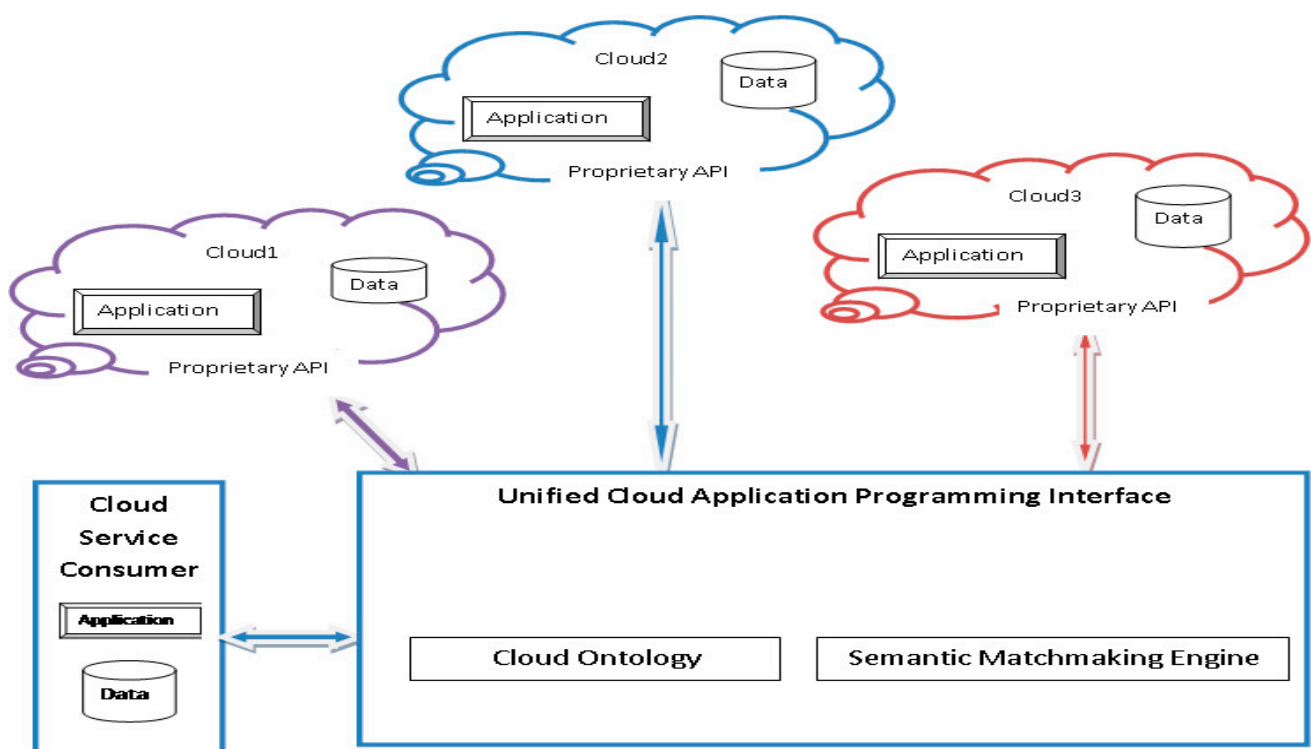 Cloud2
Data
Application
Proprietary API
Cloud3
Data
Application
Proprietary API
Cloud1
Data
Application
Proprietary API
Unified Cloud Application Programming Interface
Cloud
Service
Consumer
Application
Data
Cloud Ontology
Semantic Matchmaking Engine